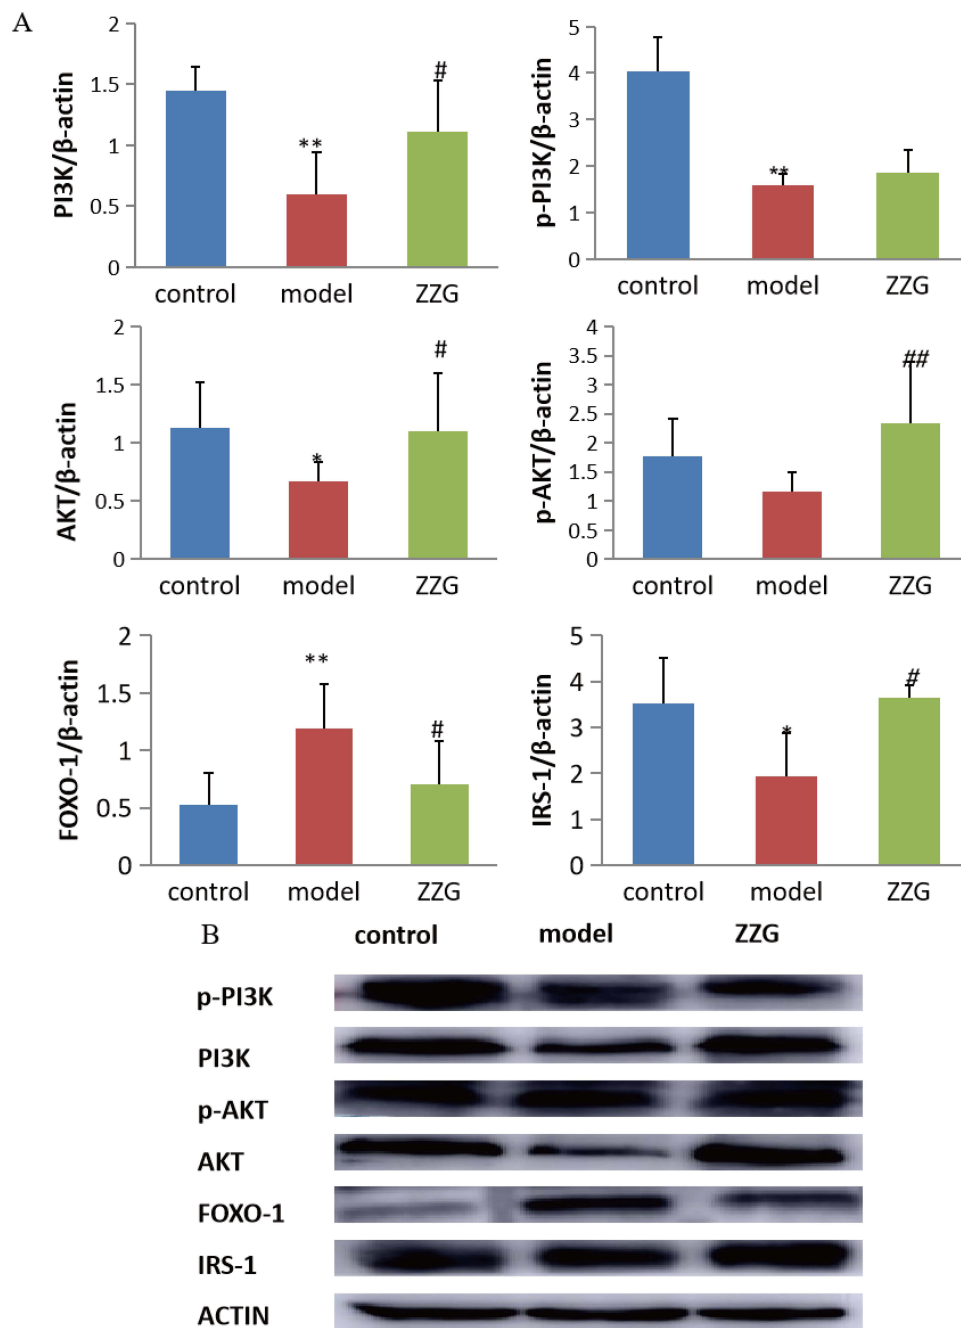 A
PI3K/β-actin
2
1.5
1
0.5
0
**
#
control model ZZG
p-PI3K/β-actin
5
4
3
2
1
0
**
control model ZZG
AKT/β-actin
2
1.5
1
0.5
0
*
#
control model ZZG
p-AKT/β-actin
4
3.5
3
2.5
2
1.5
1
0.5
0
##
control model ZZG
FOXO-1/β-actin
2
1.5
1
0.5
0
**
#
control model ZZG
IRS-1/β-actin
5
4
3
2
1
0
*
#
control model ZZG
B control model ZZG
p-PI3K
PI3K
p-AKT
AKT
FOXO-1
IRS-1
ACTIN